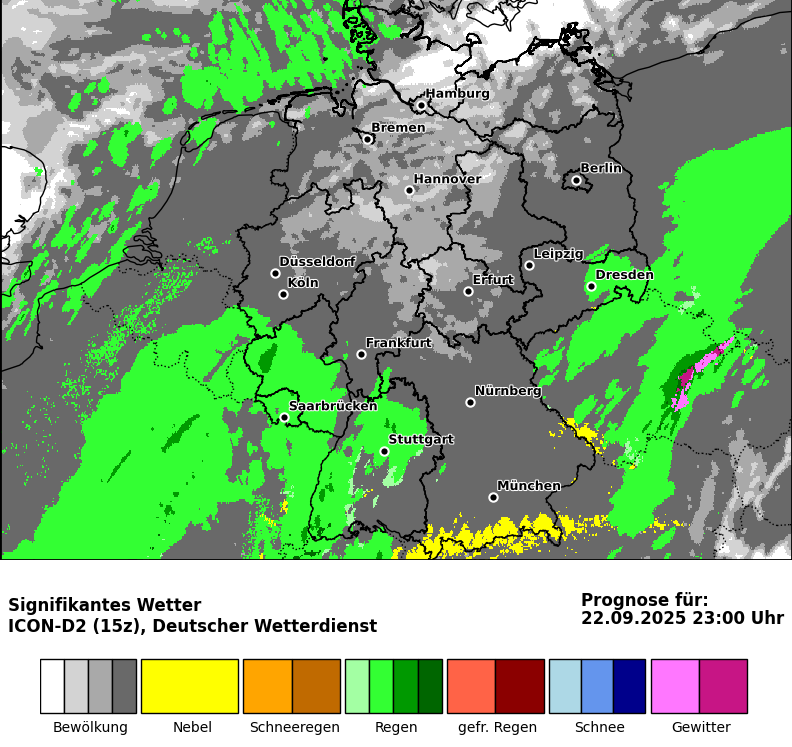 Hamburg
Bremen
Berlin
Hannover
Leipzig
Düsseldorf
Dresden
Köln
Erfurt
Frankfurt
Nürnberg
Saarbrücken
Stuttgart
München
Signifikantes Wetter
ICON-D2 (15z), Deutscher Wetterdienst
Prognose für:
22.09.2025 23:00 Uhr
Bewölkung Nebel Schneeregen Regen gefr. Regen Schnee Gewitter